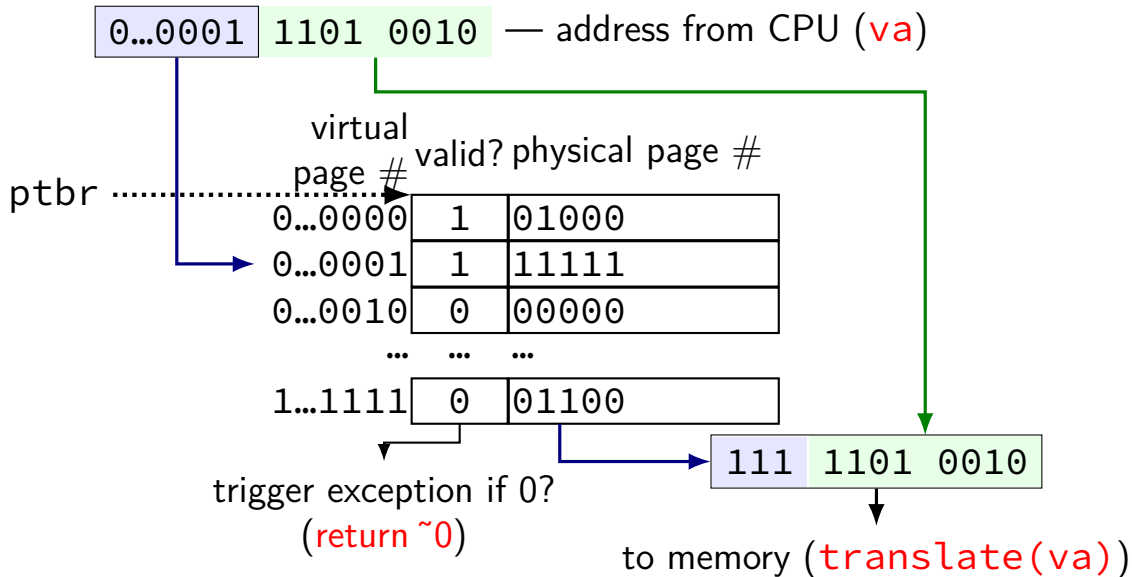 0…0001 1101 0010 — address from CPU (va)
virtual
page #
valid? physical page #
ptbr
0…0000 1 01000
0…0001 1 11111
0…0010 0 00000
… … …
1…1111 0 01100
111 1101 0010
trigger exception if 0?
(return ~0)
to memory (translate(va))